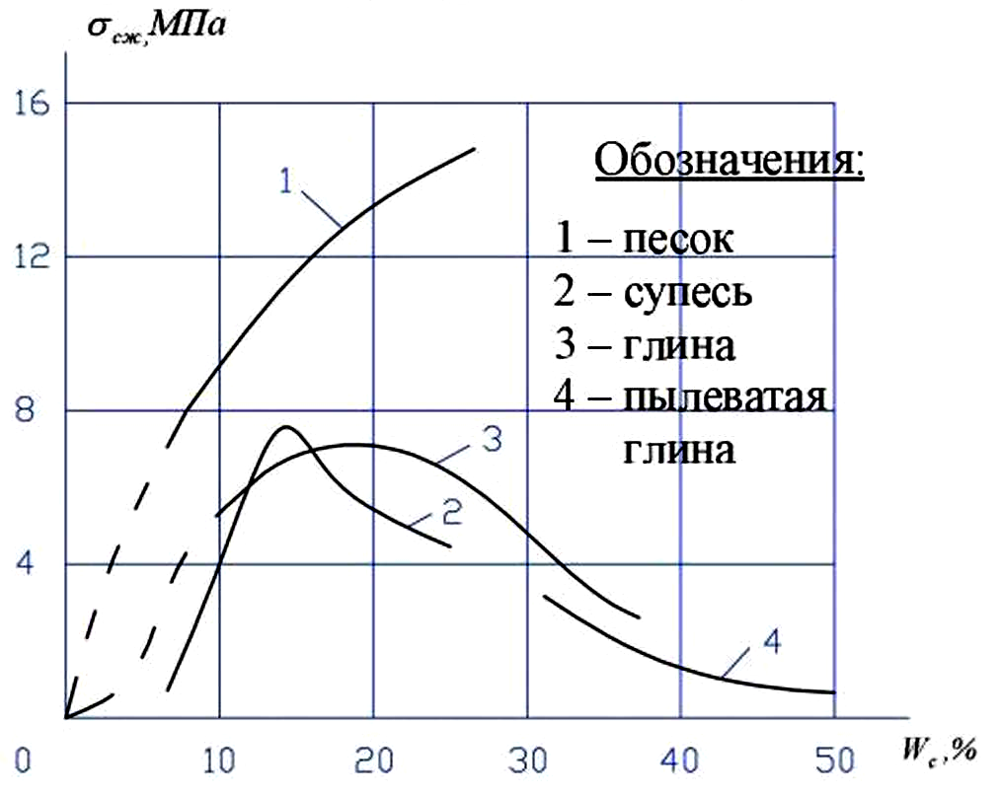 σсж,МПа
16
12
8
4
0
10
20
30
40
50
Wс,%
1
2
3
4
Обозначения:
1 – песок
2 – супесь
3 – глина
4 – пылеватая
глина